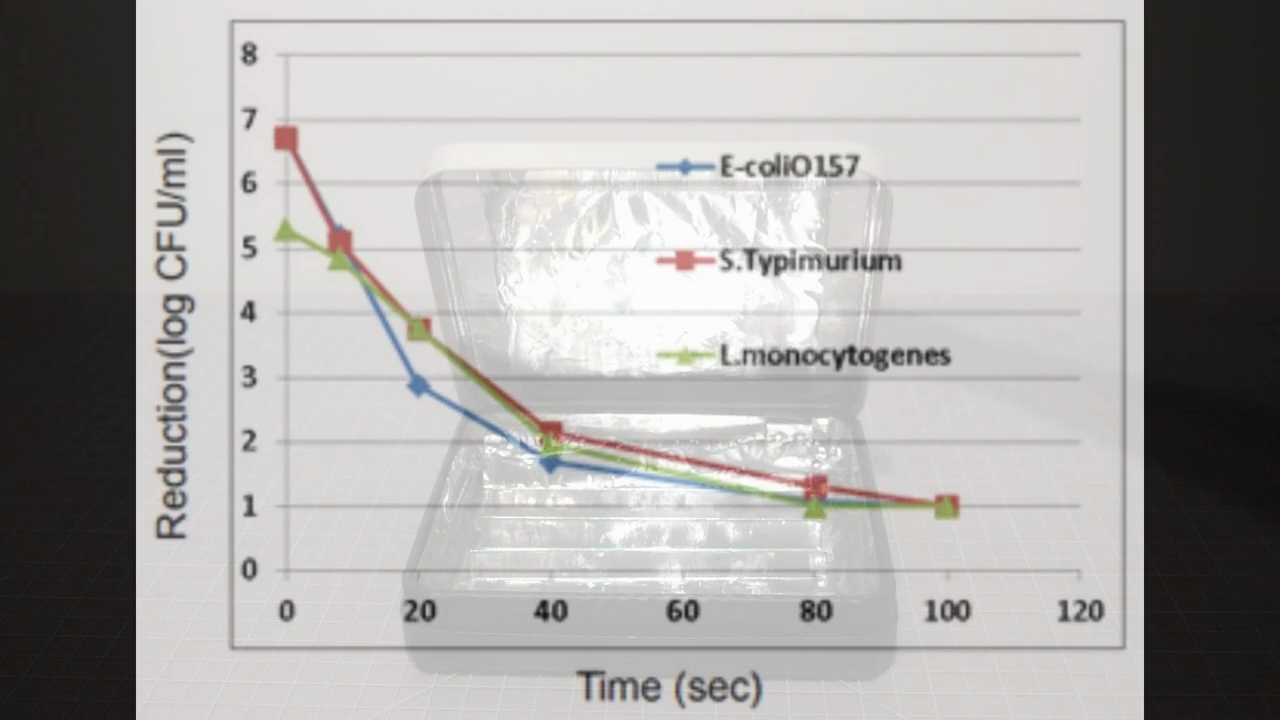 8
7
6
5
4
3
2
1
0
Reduction(log CFU/ml)
E-coliO157
S.Typimurium
L.monocytogenes
0 20 40 60 80 100 120
Time (sec)